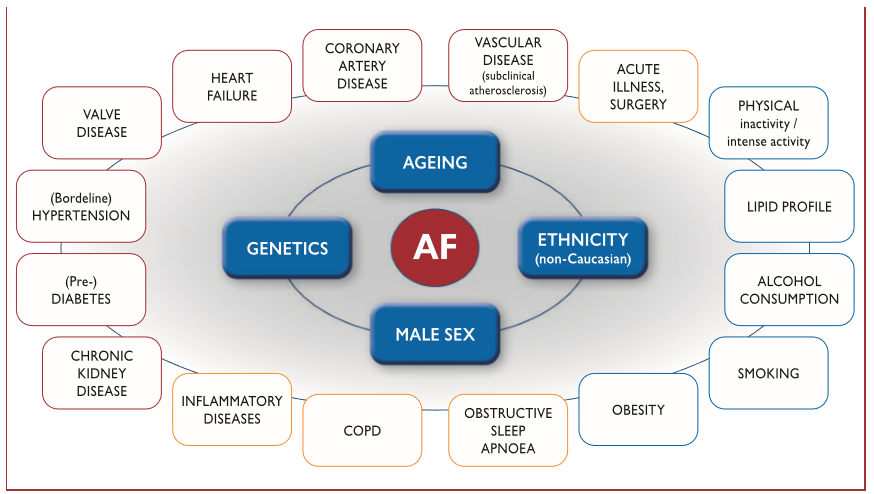 CORONARY
ARTERY
DISEASE
VASCULAR
DISEASE
(subclinical
atherosclerosis)
HEART
FAILURE
ACUTE
ILLNESS,
SURGERY
VALVE
DISEASE
PHYSICAL
inactivity /
intense activity
AGEING
(Bordeline)
HYPERTENSION
LIPID PROFILE
GENETICS
AF
ETHNICITY
(non-Caucasian)
(Pre-)
DIABETES
ALCOHOL
CONSUMPTION
MALE SEX
CHRONIC
KIDNEY
DISEASE
SMOKING
INFLAMMATORY
DISEASES
COPD
OBSTRUCTIVE
SLEEP
APNOEA
OBESITY